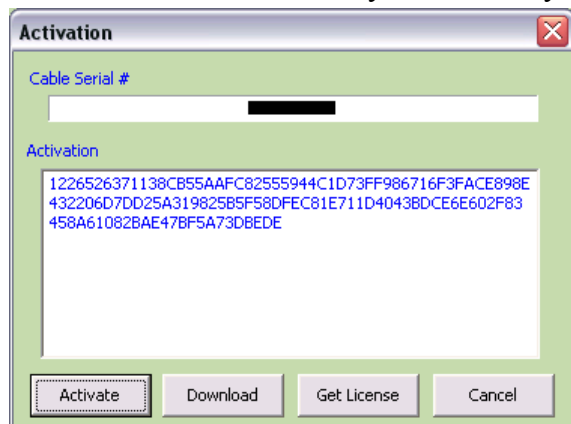 Activation
Cable Serial #
Activation
1226526371138CB55AAFC82555944C1D73FF986716F3FACE898E
432206D7DD25A319825B5F58DFEC81E711D4043BDCE6E602F83
458A61082BAE47BF5A73DBEDE
Activate Download Get License Cancel